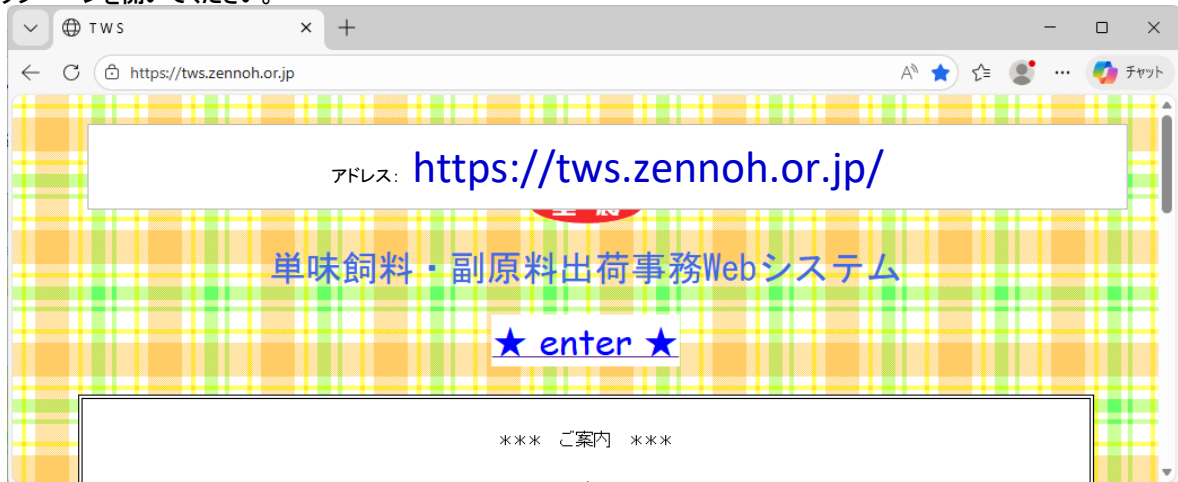 TWS
https://tws.zennoh.or.jp
チャット
アドレス: https://tws.zennoh.or.jp/
単味飼料・副原料出荷事務Webシステム
★ enter ★
*** ご案内 ***